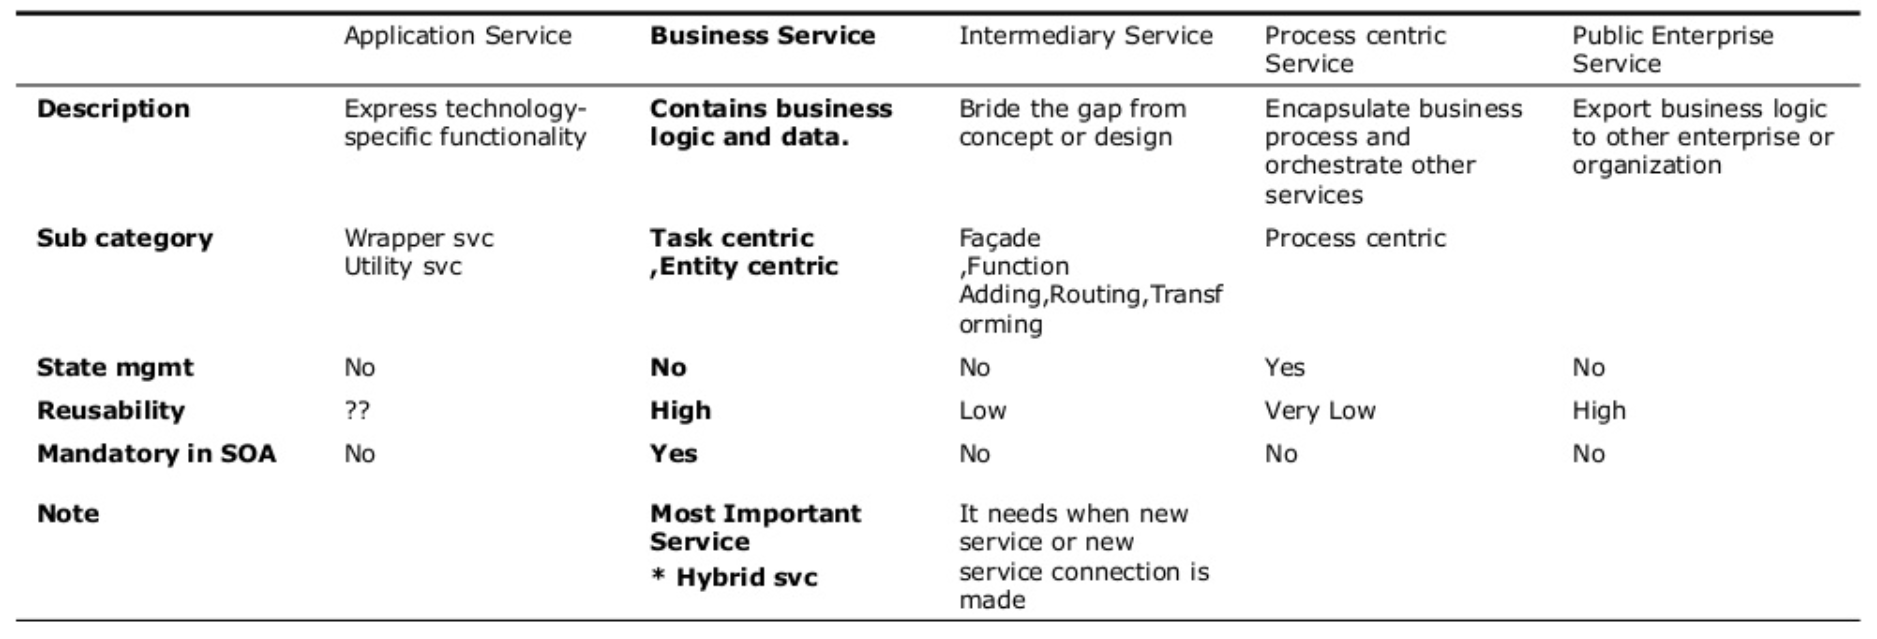 Application Service
Business Service
Intermediary Service
Process centric
Service
Public Enterprise
Service
Description
Express technology-
specific functionality
Contains business
logic and data.
Bride the gap from
concept or design
Encapsulate business
process and
orchestrate other
services
Export business logic
to other enterprise or
organization
Sub category
Wrapper svc
Utility svc
Task centric
,Entity centric
Façade
,Function
Adding,Routing,Transf
orming
Process centric
State mgmt
No
No
No
Yes
No
Reusability
??
High
Low
Very Low
High
Mandatory in SOA
No
Yes
No
No
No
Note
Most Important
Service
* Hybrid svc
It needs when new
service or new
service connection is
made